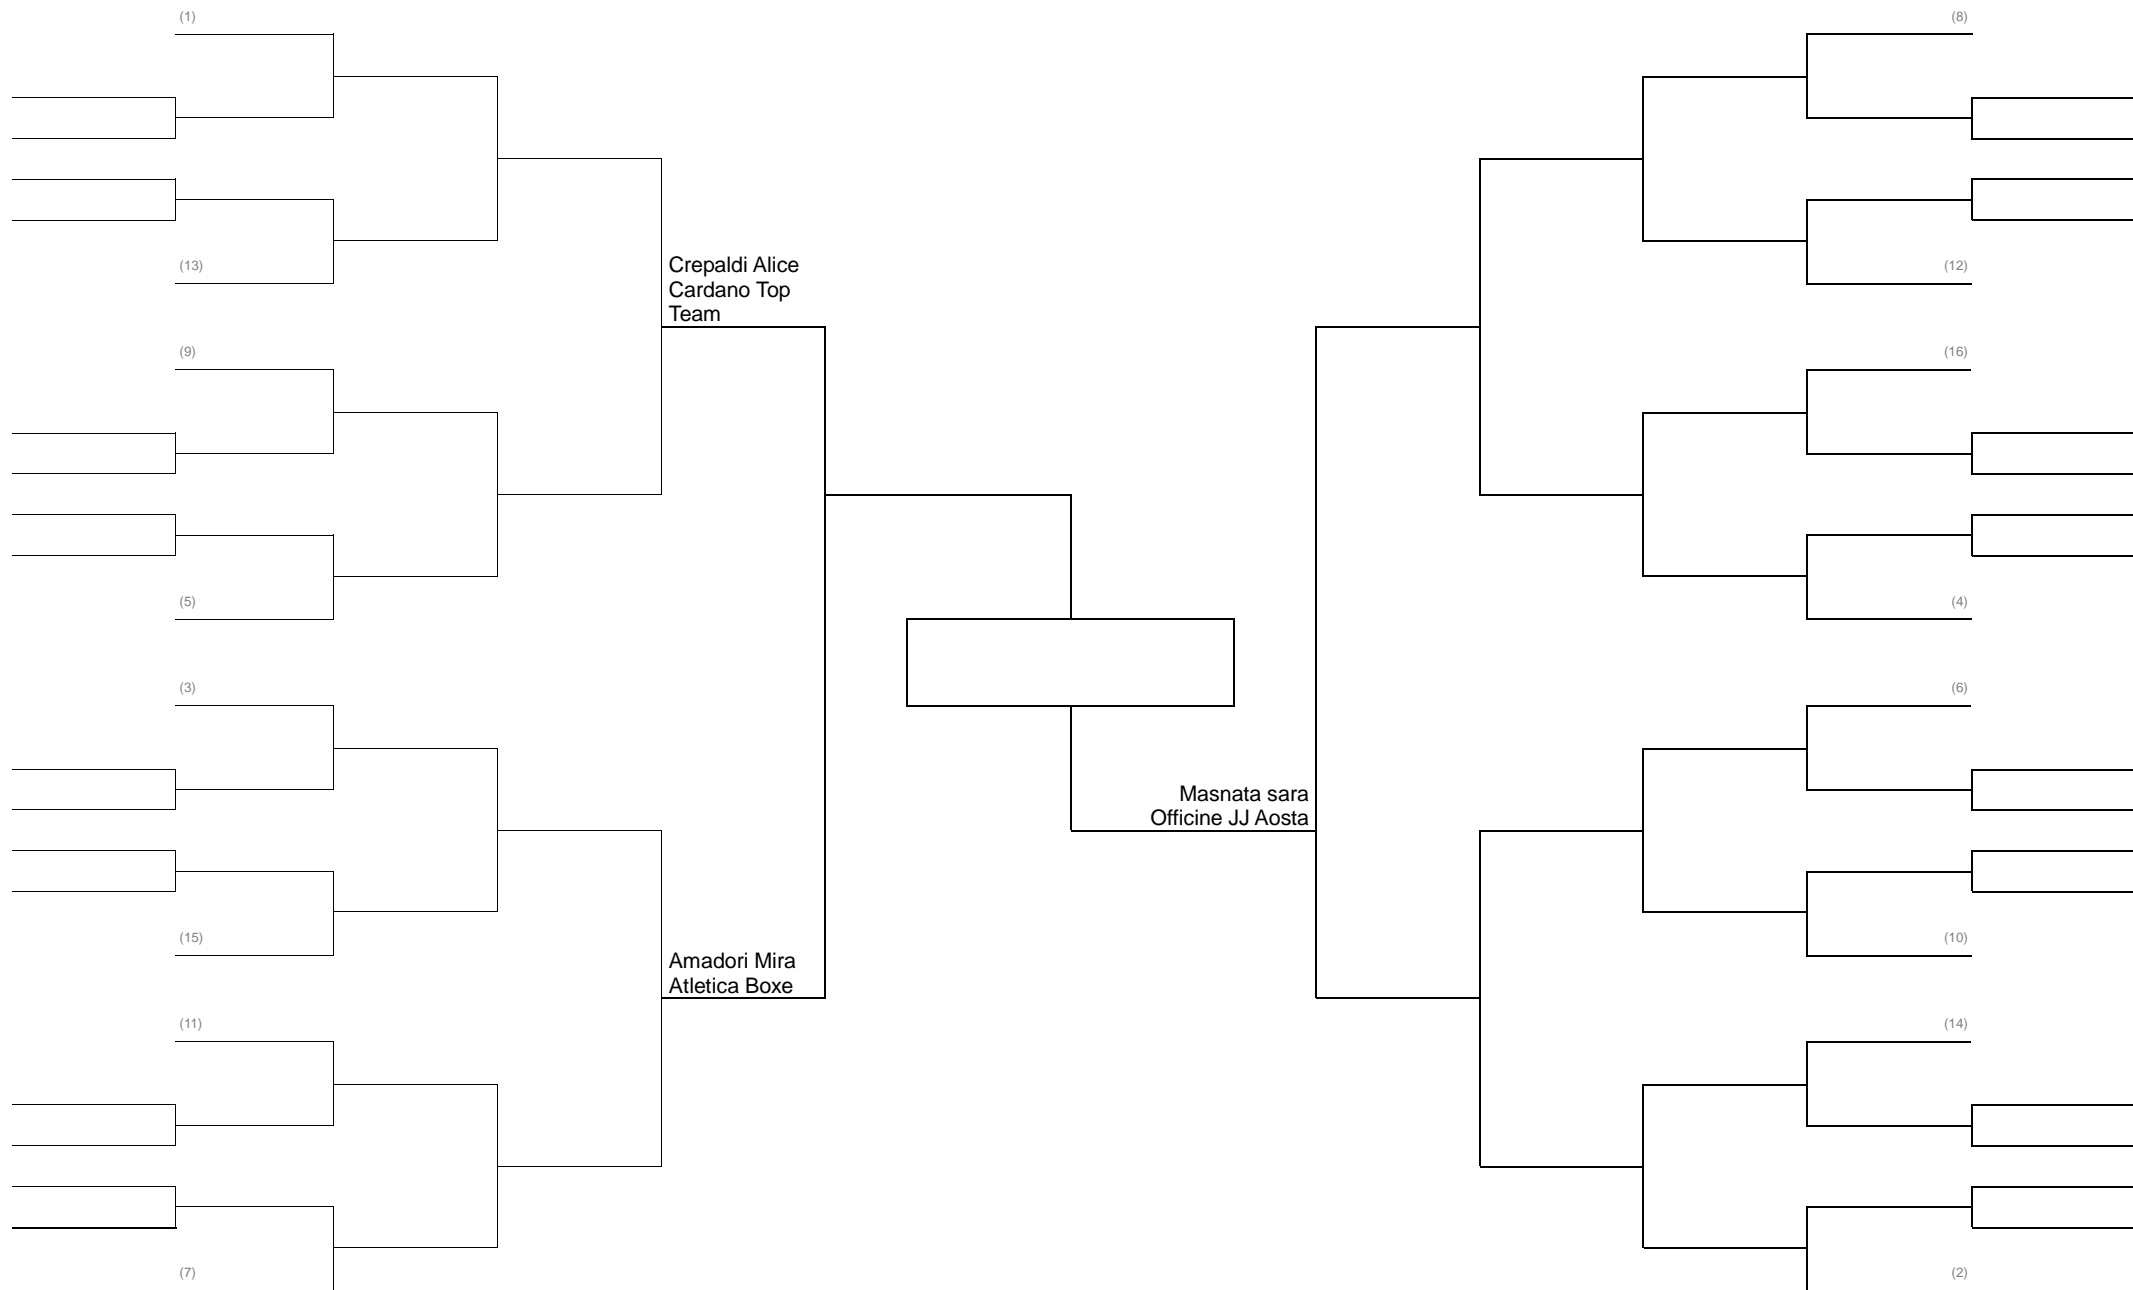 (1)
(8)
(13)
Crepaldi Alice
Cardano Top
Team
(12)
(9)
(16)
(5)
(4)
(3)
(6)
Masnata sara
Officine JJ Aosta
(15)
(10)
Amadori Mira
Atletica Boxe
(11)
(14)
(7)
(2)